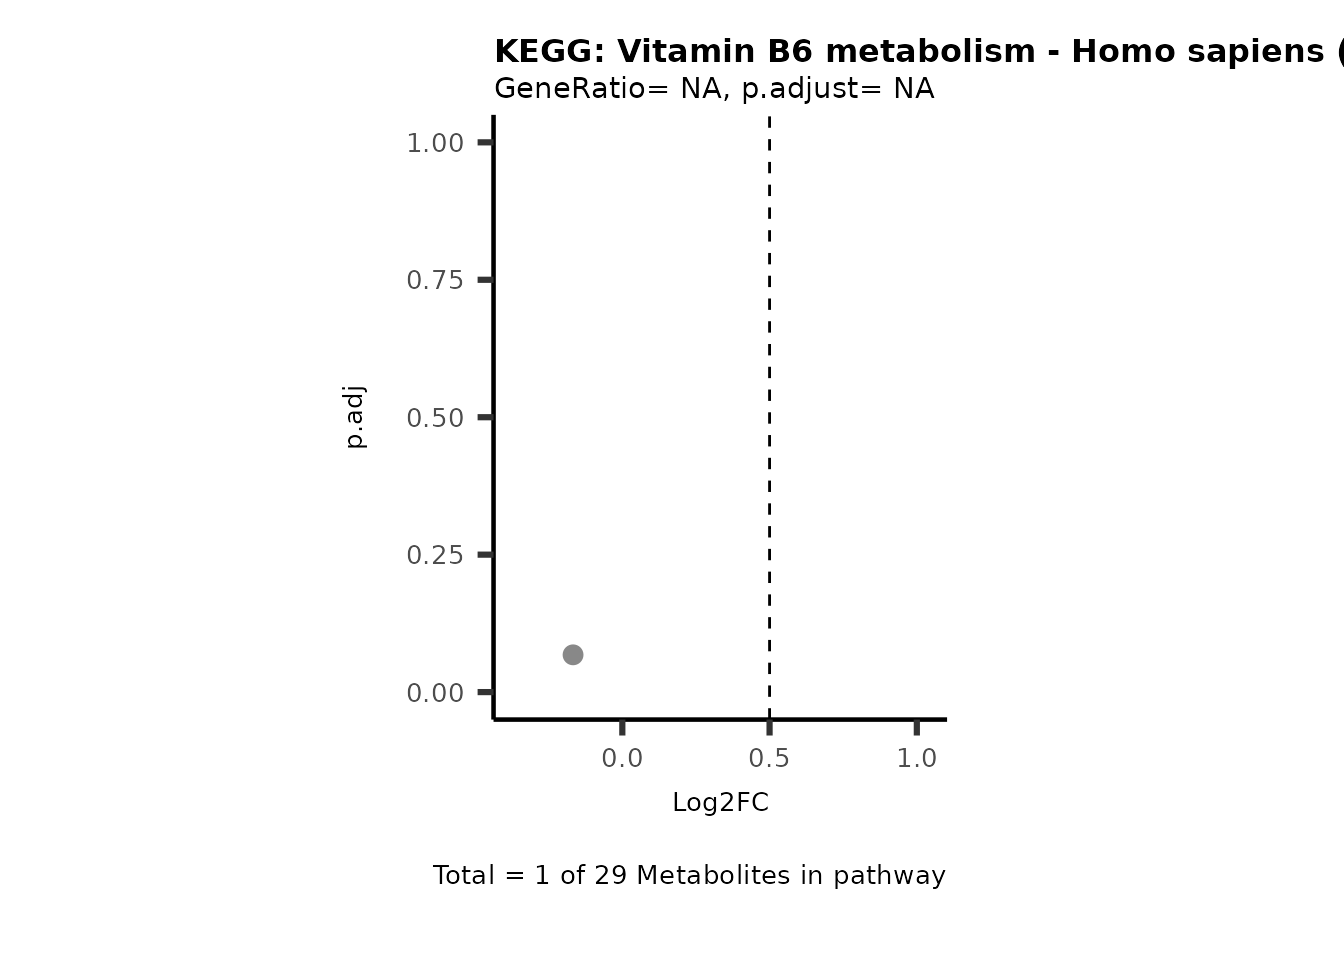 KEGG: Vitamin B6 metabolism - Homo sapiens (
GeneRatio= NA, p.adjust= NA
1.00
0.75
0.50
0.25
0.00
p.adj
0.0 0.5 1.0
Log2FC
Total = 1 of 29 Metabolites in pathway